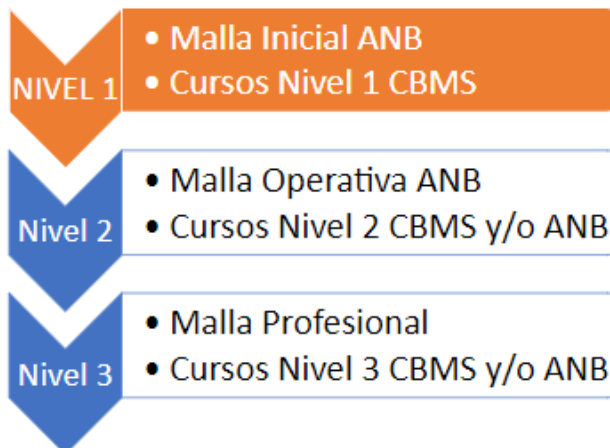 NIVEL 1
• Malla Inicial ANB
• Cursos Nivel 1 CBMS
Nivel 2
• Malla Operativa ANB
• Cursos Nivel 2 CBMS y/o ANB
Nivel 3
• Malla Profesional
• Cursos Nivel 3 CBMS y/o ANB